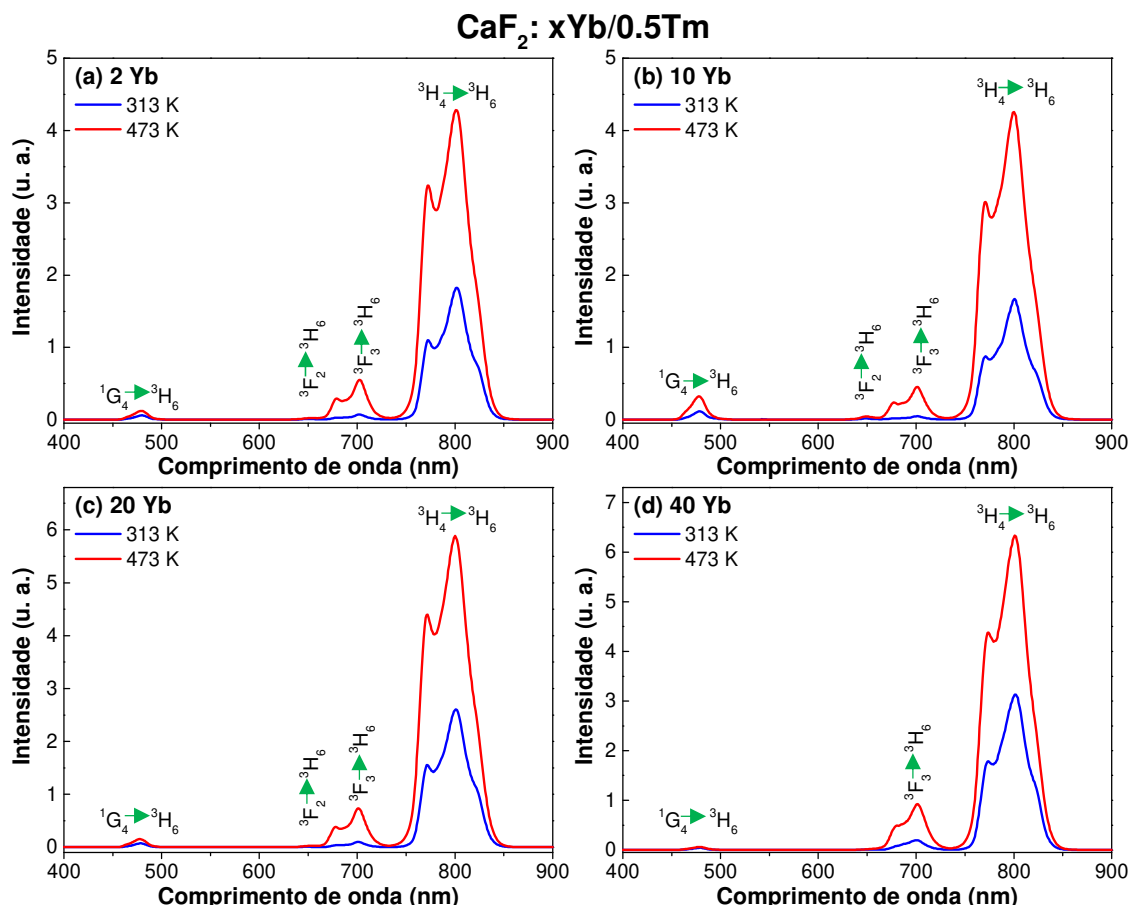 CaF₂: xYb/0.5Tm
(a) 2 Yb
313 K
473 K
³H₄ ³H₆
³F₂ ³H₆
³F₃ ³H₆
¹G₄ ³H₆
Intensidade (u. a.)
5
4
3
2
1
0
400 500 600 700 800 900
Comprimento de onda (nm)
(b) 10 Yb
313 K
473 K
³H₄ ³H₆
³F₂ ³H₆
³F₃ ³H₆
¹G₄ ³H₆
Intensidade (u. a.)
5
4
3
2
1
0
400 500 600 700 800 900
Comprimento de onda (nm)
(c) 20 Yb
313 K
473 K
³H₄ ³H₆
³F₂ ³H₆
³F₃ ³H₆
¹G₄ ³H₆
Intensidade (u. a.)
6
5
4
3
2
1
0
400 500 600 700 800 900
Comprimento de onda (nm)
(d) 40 Yb
313 K
473 K
³H₄ ³H₆
³F₃ ³H₆
¹G₄ ³H₆
Intensidade (u. a.)
7
6
5
4
3
2
1
0
400 500 600 700 800 900
Comprimento de onda (nm)